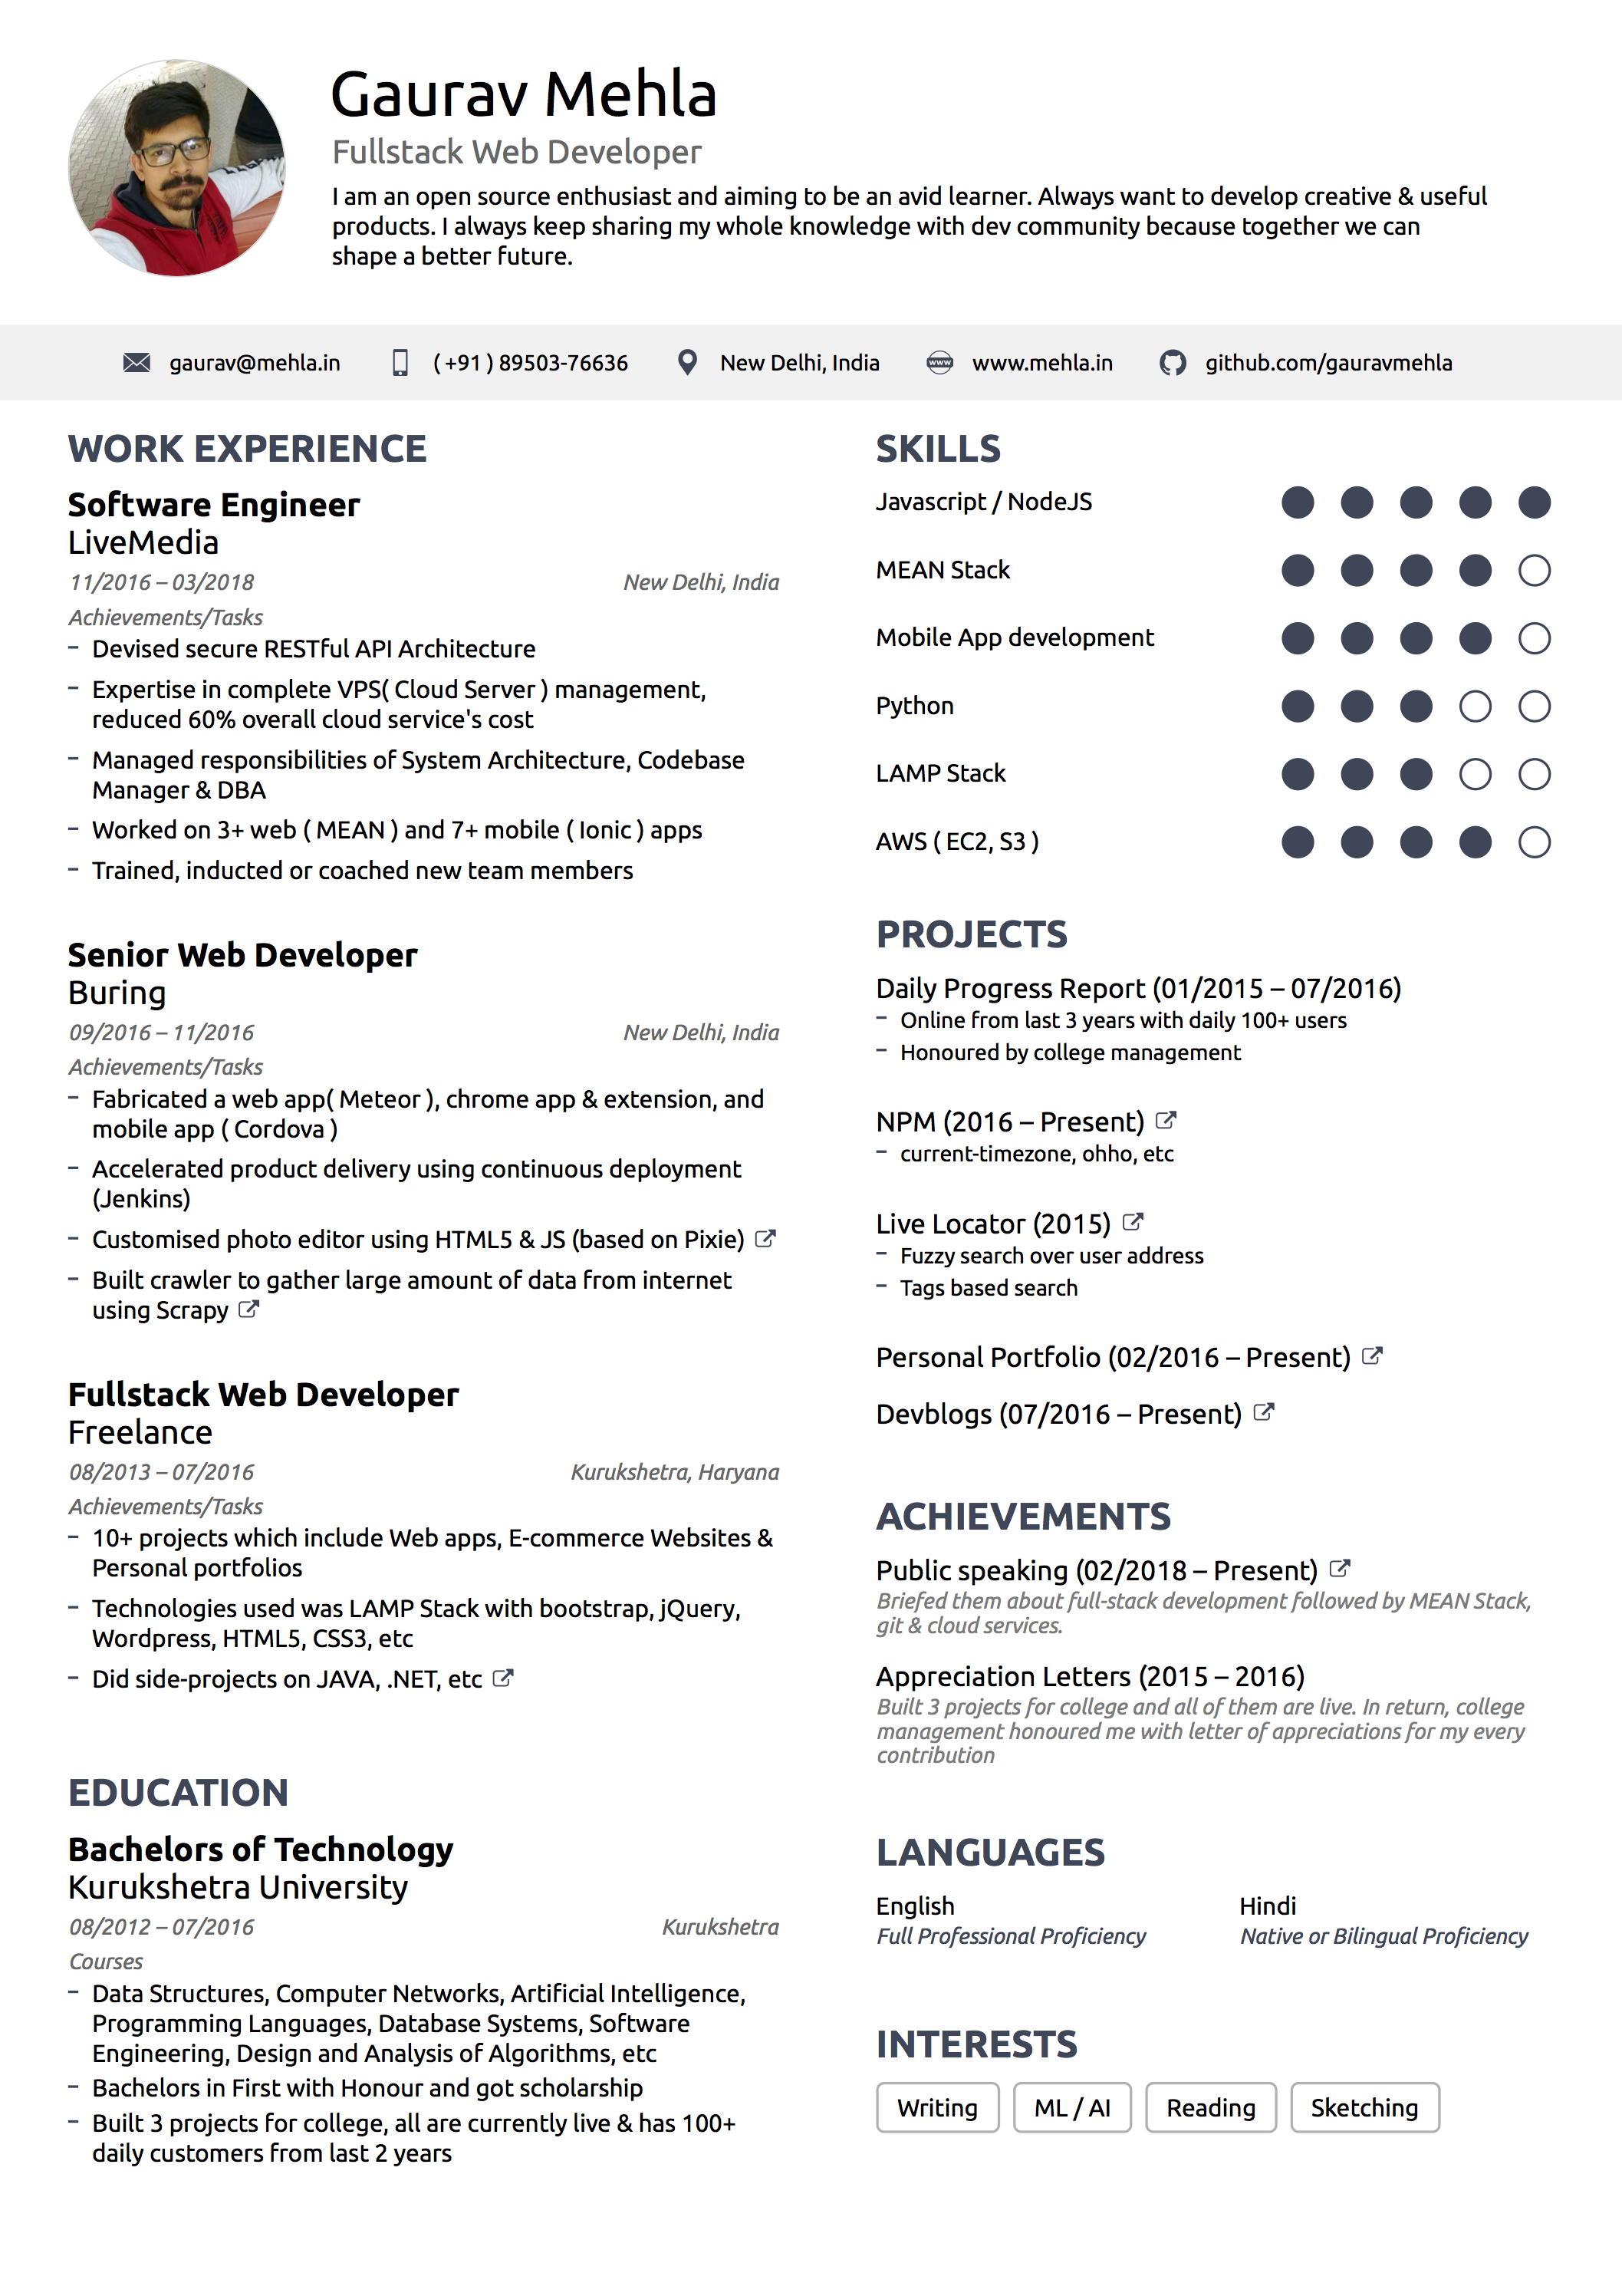 Gaurav Mehla
Fullstack Web Developer
I am an open source enthusiast and aiming to be an avid learner. Always want to develop creative & useful
products. I always keep sharing my whole knowledge with dev community because together we can
shape a better future.
gaurav@mehla.in
( +91 ) 89503-76636
New Delhi, India
www.mehla.in
github.com/gauravmehla
WORK EXPERIENCE
Software Engineer
LiveMedia
11/2016 – 03/2018
New Delhi, India
Achievements/Tasks
– Devised secure RESTful API Architecture
– Expertise in complete VPS( Cloud Server ) management,
reduced 60% overall cloud service's cost
– Managed responsibilities of System Architecture, Codebase
Manager & DBA
– Worked on 3+ web ( MEAN ) and 7+ mobile ( Ionic ) apps
– Trained, inducted or coached new team members
Senior Web Developer
Buring
09/2016 – 11/2016
New Delhi, India
Achievements/Tasks
– Fabricated a web app( Meteor ), chrome app & extension, and
mobile app ( Cordova )
– Accelerated product delivery using continuous deployment
(Jenkins)
– Customised photo editor using HTML5 & JS (based on Pixie)
– Built crawler to gather large amount of data from internet
using Scrapy
Fullstack Web Developer
Freelance
08/2013 – 07/2016
Kurukshetra, Haryana
Achievements/Tasks
– 10+ projects which include Web apps, E-commerce Websites &
Personal portfolios
– Technologies used was LAMP Stack with bootstrap, jQuery,
Wordpress, HTML5, CSS3, etc
– Did side-projects on JAVA, .NET, etc
EDUCATION
Bachelors of Technology
Kurukshetra University
08/2012 – 07/2016
Kurukshetra
Courses
– Data Structures, Computer Networks, Artificial Intelligence,
Programming Languages, Database Systems, Software
Engineering, Design and Analysis of Algorithms, etc
– Bachelors in First with Honour and got scholarship
– Built 3 projects for college, all are currently live & has 100+
daily customers from last 2 years
SKILLS
Javascript / NodeJS
MEAN Stack
Mobile App development
Python
LAMP Stack
AWS ( EC2, S3 )
PROJECTS
Daily Progress Report (01/2015 – 07/2016)
– Online from last 3 years with daily 100+ users
– Honoured by college management
NPM (2016 – Present)
– current-timezone, ohho, etc
Live Locator (2015)
– Fuzzy search over user address
– Tags based search
Personal Portfolio (02/2016 – Present)
Devblogs (07/2016 – Present)
ACHIEVEMENTS
Public speaking (02/2018 – Present)
Briefed them about full-stack development followed by MEAN Stack,
git & cloud services.
Appreciation Letters (2015 – 2016)
Built 3 projects for college and all of them are live. In return, college
management honoured me with letter of appreciations for my every
contribution
LANGUAGES
English
Full Professional Proficiency
Hindi
Native or Bilingual Proficiency
INTERESTS
Writing
ML / AI
Reading
Sketching